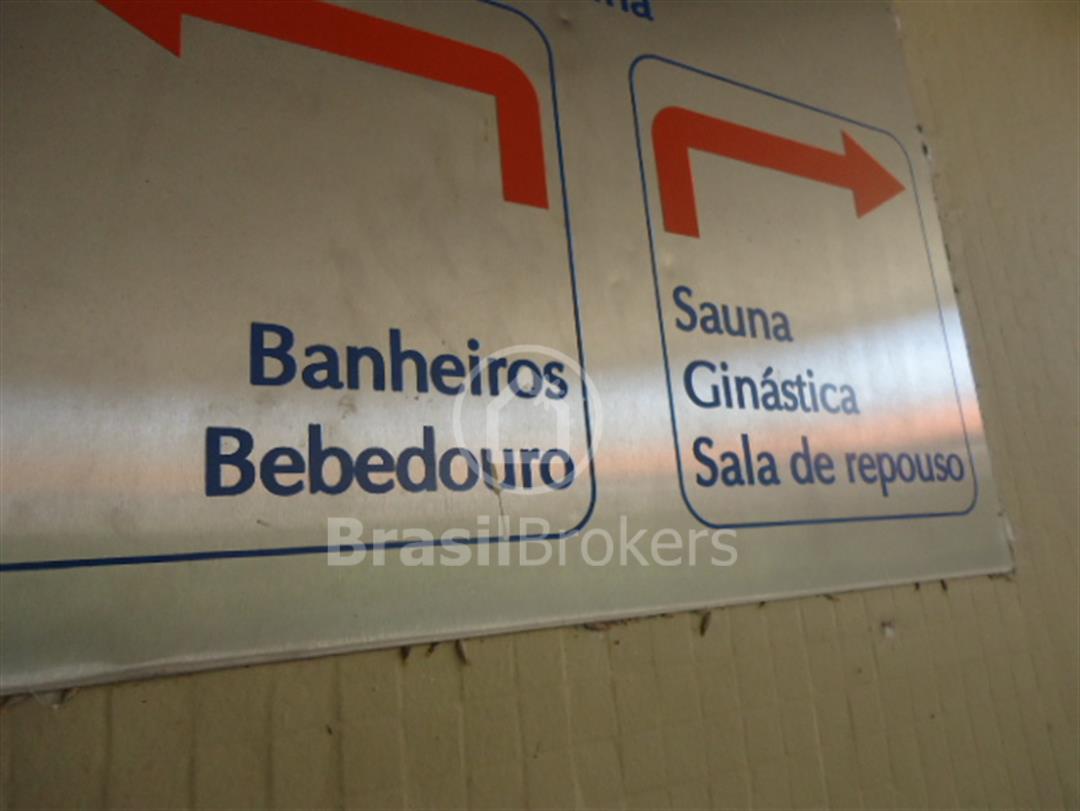 Banheiros
Bebedouro
Sauna
Ginástica
Sala de repouso
BrasilBrokers